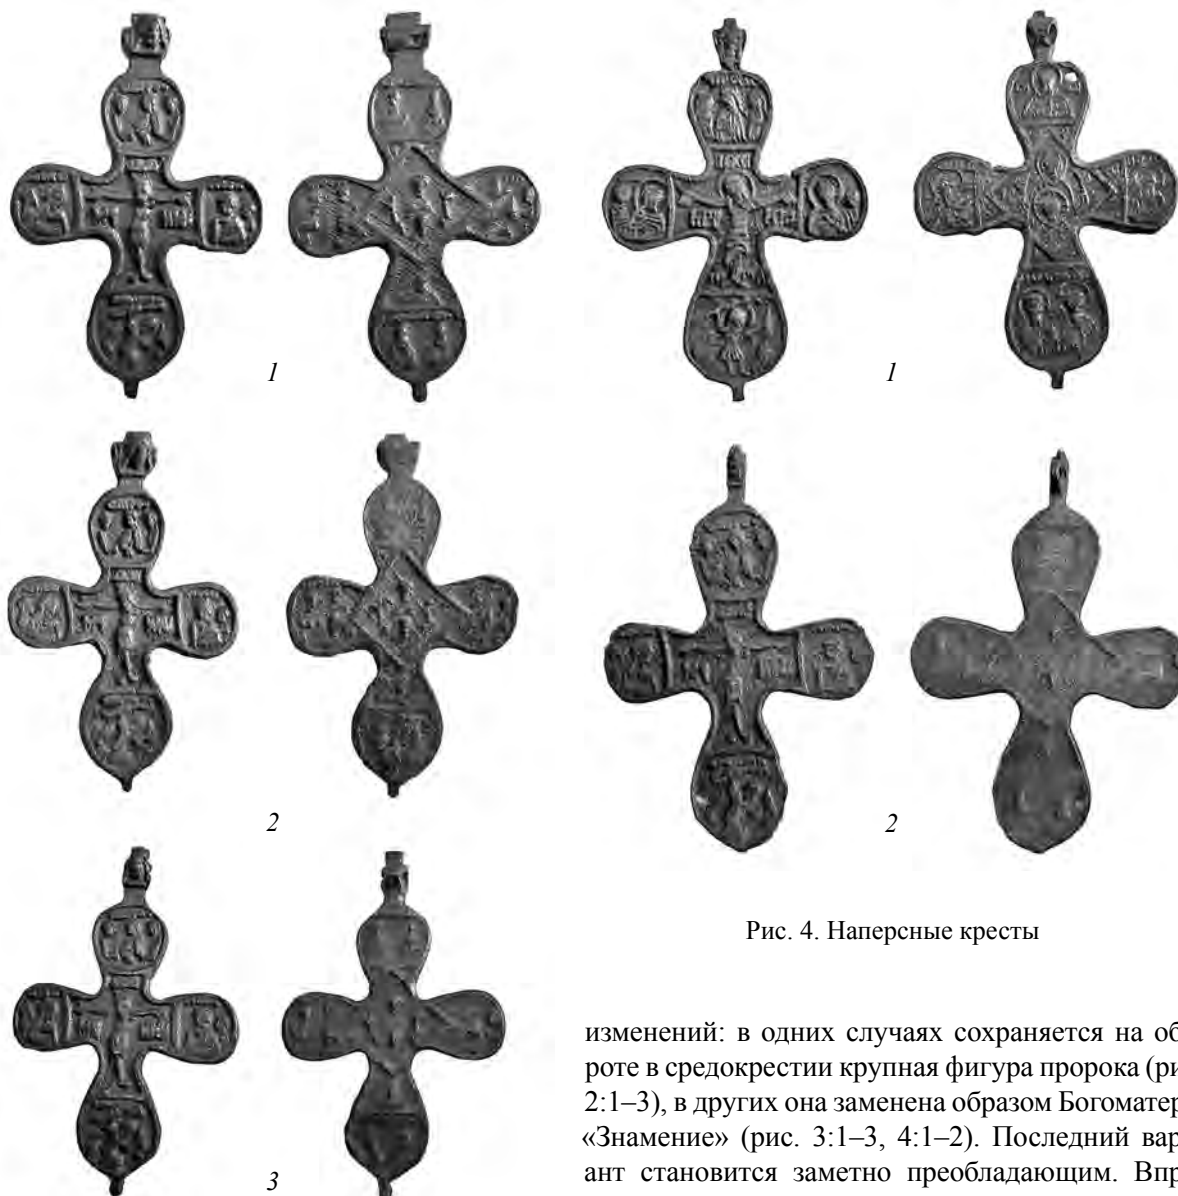 1
1
2
2
3
Рис. 4. Наперсные кресты
изменений: в одних случаях сохраняется на об
роте в средокрестии крупная фигура пророка (ри
2:1–3), в других она заменена образом Богоматер
«Знамение» (рис. 3:1–3, 4:1–2). Последний вар
ант становится заметно преобладающим. Впр